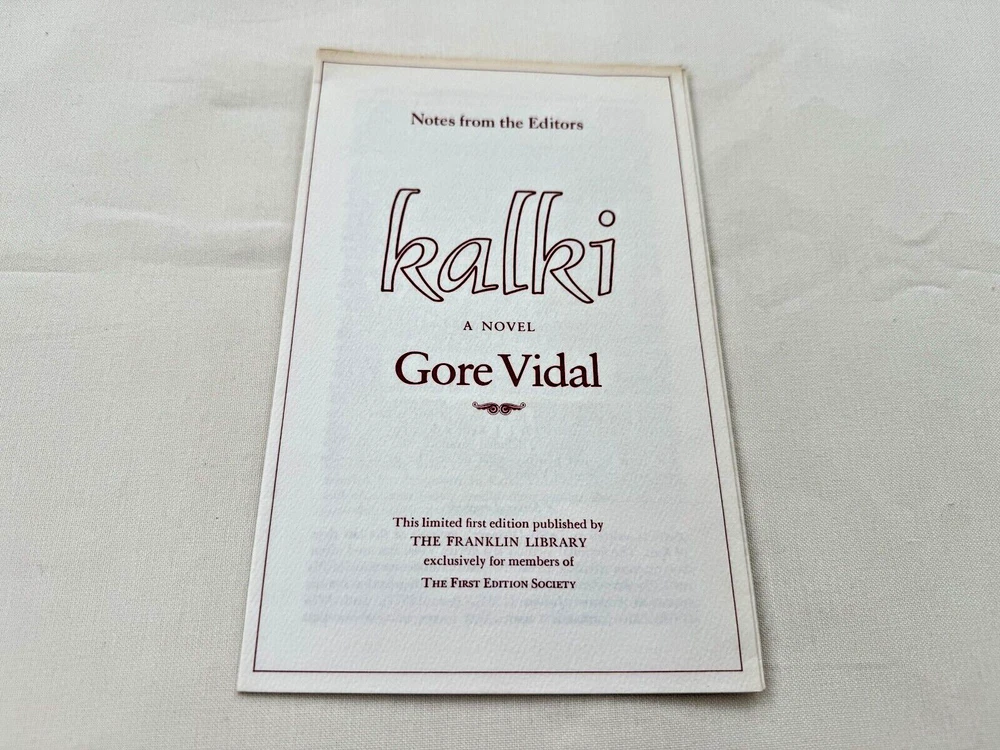 Notes from the Editors
kalki
A NOVEL
Gore Vidal
This limited first edition published by
THE FRANKLIN LIBRARY
exclusively for members of
THE FIRST EDITION SOCIETY